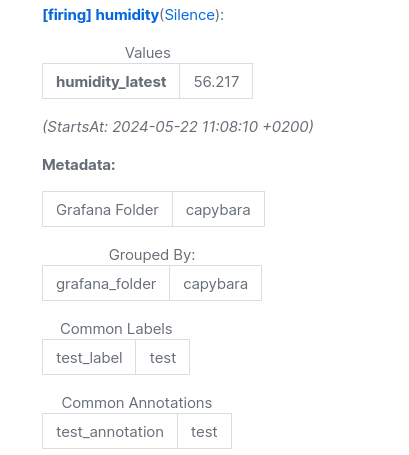 [firing] humidity(Silence):
Values
humidity_latest 56.217
(StartsAt: 2024-05-22 11:08:10 +0200)
Metadata:
Grafana Folder capybara
Grouped By:
grafana_folder capybara
Common Labels
test_label test
Common Annotations
test_annotation test